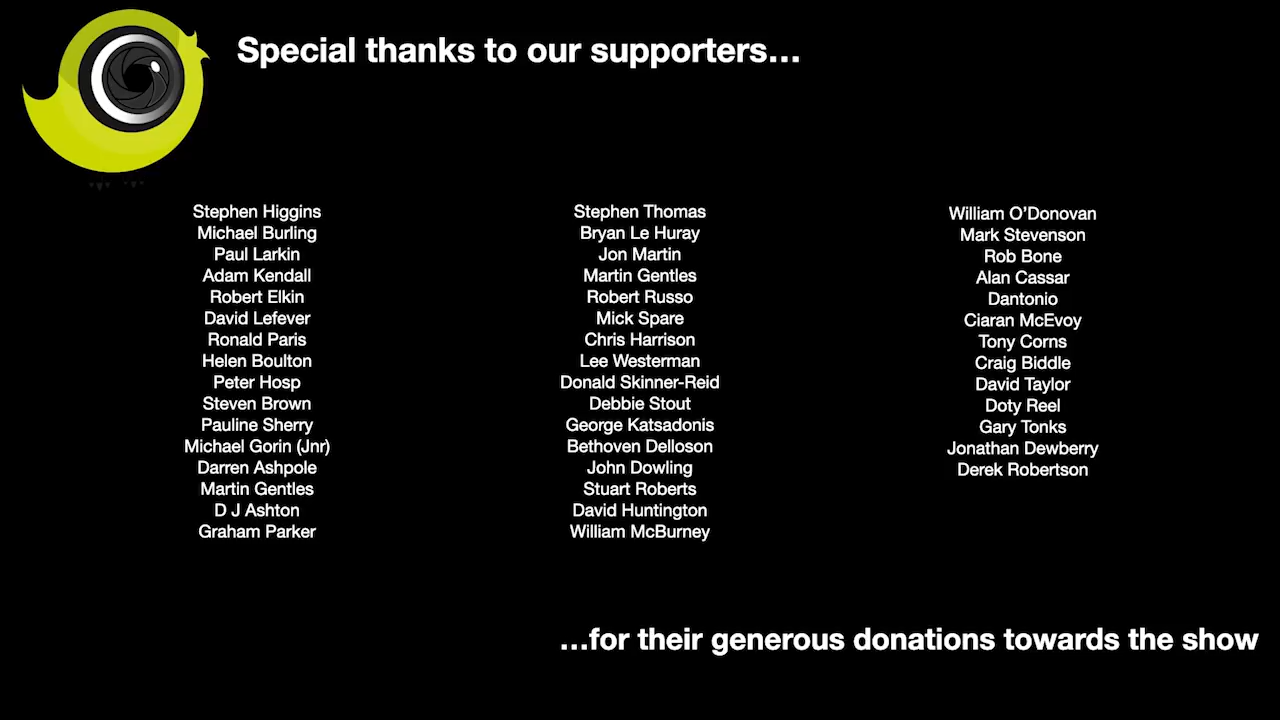 Special thanks to our supporters...
Stephen Higgins
Michael Burling
Paul Larkin
Adam Kendall
Robert Elkin
David Lefever
Ronald Paris
Helen Boulton
Peter Hosp
Steven Brown
Pauline Sherry
Michael Gorin (Jnr)
Darren Ashpole
Martin Gentles
D J Ashton
Graham Parker
Stephen Thomas
Bryan Le Huray
Jon Martin
Martin Gentles
Robert Russo
Mick Spare
Chris Harrison
Lee Westerman
Donald Skinner-Reid
Debbie Stout
George Katsadonis
Bethoven Delloson
John Dowling
Stuart Roberts
David Huntington
William McBurney
William O’Donovan
Mark Stevenson
Rob Bone
Alan Cassar
Dantonio
Ciaran McEvoy
Tony Corns
Craig Biddle
David Taylor
Doty Reel
Gary Tonks
Jonathan Dewberry
Derek Robertson
...for their generous donations towards the show